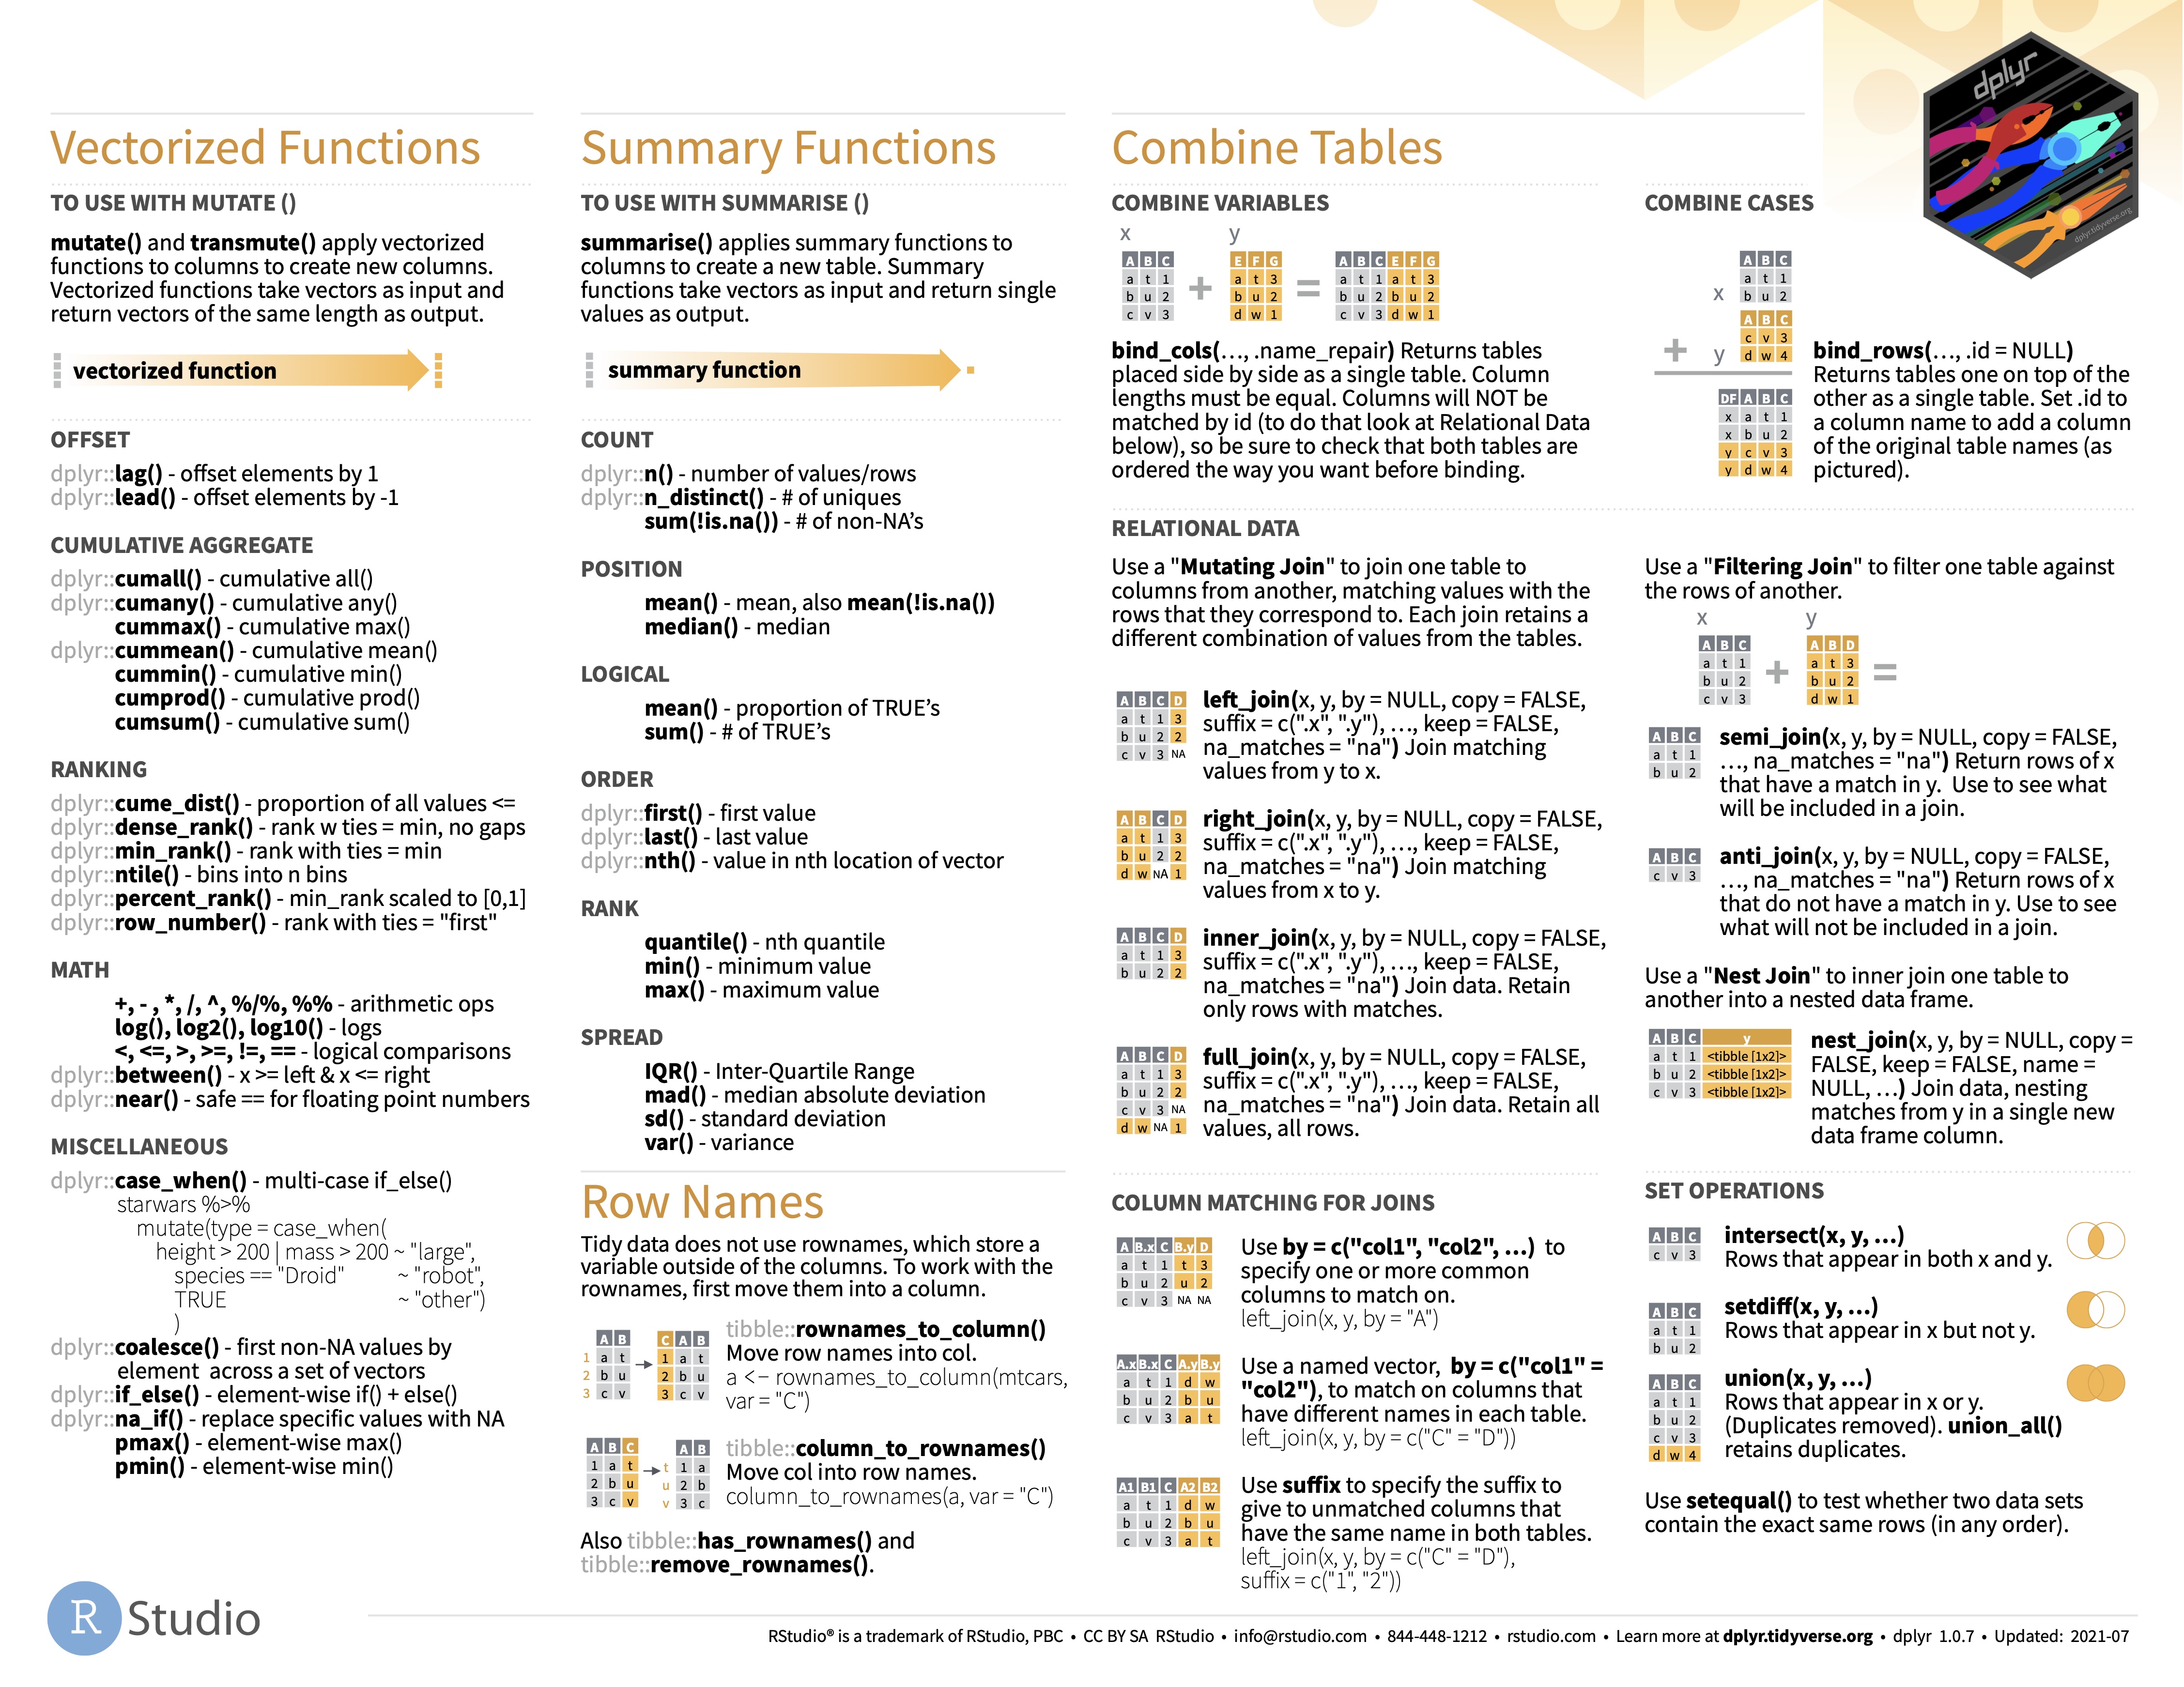 Vectorized Functions
TO USE WITH MUTATE ()
mutate() and transmute() apply vectorized
functions to columns to create new columns.
Vectorized functions take vectors as input and
return vectors of the same length as output.
vectorized function
OFFSET
dplyr::lag() - offset elements by 1
dplyr::lead() - offset elements by -1
CUMULATIVE AGGREGATE
dplyr::cumall() - cumulative all()
dplyr::cumany() - cumulative any()
cummax() - cumulative max()
dplyr::cummean() - cumulative mean()
cummin() - cumulative min()
cumprod() - cumulative prod()
cumsum() - cumulative sum()
RANKING
dplyr::cume_dist() - proportion of all values <=
dplyr::dense_rank() - rank w ties = min, no gaps
dplyr::min_rank() - rank with ties = min
dplyr::ntile() - bins into n bins
dplyr::percent_rank() - min_rank scaled to [0,1]
dplyr::row_number() - rank with ties = "first"
MATH
+, - , *, /, ^, %/%, %% - arithmetic ops
log(), log2(), log10() - logs
<, <=, >, >=, !=, == - logical comparisons
dplyr::between() - x >= left & x <= right
dplyr::near() - safe == for floating point numbers
MISCELLANEOUS
dplyr::case_when() - multi-case if_else()
starwars %>%
mutate(type = case_when(
height > 200 | mass > 200 ~ "large",
species == "Droid" ~ "robot",
TRUE ~ "other")
)
dplyr::coalesce() - first non-NA values by
element across a set of vectors
dplyr::if_else() - element-wise if() + else()
dplyr::na_if() - replace specific values with NA
pmax() - element-wise max()
pmin() - element-wise min()
Summary Functions
TO USE WITH SUMMARISE ()
summarise() applies summary functions to
columns to create a new table. Summary
functions take vectors as input and return single
values as output.
summary function
COUNT
dplyr::n() - number of values/rows
dplyr::n_distinct() - # of uniques
sum(!is.na()) - # of non-NA’s
POSITION
mean() - mean, also mean(!is.na())
median() - median
LOGICAL
mean() - proportion of TRUE’s
sum() - # of TRUE’s
ORDER
dplyr::first() - first value
dplyr::last() - last value
dplyr::nth() - value in nth location of vector
RANK
quantile() - nth quantile
min() - minimum value
max() - maximum value
SPREAD
IQR() - Inter-Quartile Range
mad() - median absolute deviation
sd() - standard deviation
var() - variance
Row Names
Tidy data does not use rownames, which store a
variable outside of the columns. To work with the
rownames, first move them into a column.
A B
1 a t
2 b u
3 c v
C A B
1 a t
2 b u
3 c v
tibble::rownames_to_column()
Move row names into col.
a <- rownames_to_column(mtcars,
var = "C")
A B C
1 a t
2 b u
3 c v
A B
t 1 a
u 2 b
v 3 c
tibble::column_to_rownames()
Move col into row names.
column_to_rownames(a, var = "C")
Also tibble::has_rownames() and
tibble::remove_rownames().
Combine Tables
COMBINE VARIABLES
x y
A B C
a t 1
b u 2
c v 3
+
E F G
a t 3
b u 2
d w 1
=
A B C E F G
a t 1 a t 3
b u 2 b u 2
c v 3 d w 1
bind_cols(…, .name_repair) Returns tables
placed side by side as a single table. Column
lengths must be equal. Columns will NOT be
matched by id (to do that look at Relational Data
below), so be sure to check that both tables are
ordered the way you want before binding.
COMBINE CASES
x
A B C
a t 1
b u 2
+ y
A B C
c v 3
d w 4
DF A B C
x a t 1
x b u 2
y c v 3
y d w 4
bind_rows(…, .id = NULL)
Returns tables one on top of the
other as a single table. Set .id to
a column name to add a column
of the original table names (as
pictured).
RELATIONAL DATA
Use a "Mutating Join" to join one table to
columns from another, matching values with the
rows that they correspond to. Each join retains a
different combination of values from the tables.
A B C D
a t 1 3
b u 2 2
c v 3 NA
left_join(x, y, by = NULL, copy = FALSE,
suffix = c(".x", ".y"), …, keep = FALSE,
na_matches = "na") Join matching
values from y to x.
A B C D
a t 1 3
b u 2 2
d w NA 1
right_join(x, y, by = NULL, copy = FALSE,
suffix = c(".x", ".y"), …, keep = FALSE,
na_matches = "na") Join matching
values from x to y.
A B C D
a t 1 3
b u 2 2
inner_join(x, y, by = NULL, copy = FALSE,
suffix = c(".x", ".y"), …, keep = FALSE,
na_matches = "na") Join data. Retain
only rows with matches.
A B C D
a t 1 3
b u 2 2
c v 3 NA
d w NA 1
full_join(x, y, by = NULL, copy = FALSE,
suffix = c(".x", ".y"), …, keep = FALSE,
na_matches = "na") Join data. Retain all
values, all rows.
COLUMN MATCHING FOR JOINS
A B.x C B.y D
a t 1 t 3
b u 2 u 2
c v 3 NA NA
Use by = c("col1", "col2", …) to
specify one or more common
columns to match on.
left_join(x, y, by = "A")
A.x B.x C A.y B.y
a t 1 d w
b u 2 b u
c v 3 a t
Use a named vector, by = c("col1" =
"col2"), to match on columns that
have different names in each table.
left_join(x, y, by = c("C" = "D"))
A1 B1 C A2 B2
a t 1 d w
b u 2 b u
c v 3 a t
Use suffix to specify the suffix to
give to unmatched columns that
have the same name in both tables.
left_join(x, y, by = c("C" = "D"),
suffix = c("1", "2"))
Use a "Filtering Join" to filter one table against
the rows of another.
x y
A B C
a t 1
b u 2
c v 3
+
A B D
a t 3
b u 2
d w 1
=
A B C
a t 1
b u 2
semi_join(x, y, by = NULL, copy = FALSE,
…, na_matches = "na") Return rows of x
that have a match in y. Use to see what
will be included in a join.
A B C
c v 3
anti_join(x, y, by = NULL, copy = FALSE,
…, na_matches = "na") Return rows of x
that do not have a match in y. Use to see
what will not be included in a join.
Use a "Nest Join" to inner join one table to
another into a nested data frame.
A B C y
a t 1 <tibble [1x2]>
b u 2 <tibble [1x2]>
c v 3 <tibble [1x2]>
nest_join(x, y, by = NULL, copy =
FALSE, keep = FALSE, name =
NULL, …) Join data, nesting
matches from y in a single new
data frame column.
SET OPERATIONS
A B C
c v 3
intersect(x, y, …)
Rows that appear in both x and y.
A B C
a t 1
b u 2
setdiff(x, y, …)
Rows that appear in x but not y.
A B C
a t 1
b u 2
c v 3
d w 4
union(x, y, …)
Rows that appear in x or y.
(Duplicates removed). union_all()
retains duplicates.
Use setequal() to test whether two data sets
contain the exact same rows (in any order).
dplyr
dplyr.tidyverse.org
R Studio
RStudio® is a trademark of RStudio, PBC • CC BY SA RStudio • info@rstudio.com • 844-448-1212 • rstudio.com • Learn more at dplyr.tidyverse.org • dplyr 1.0.7 • Updated: 2021-07